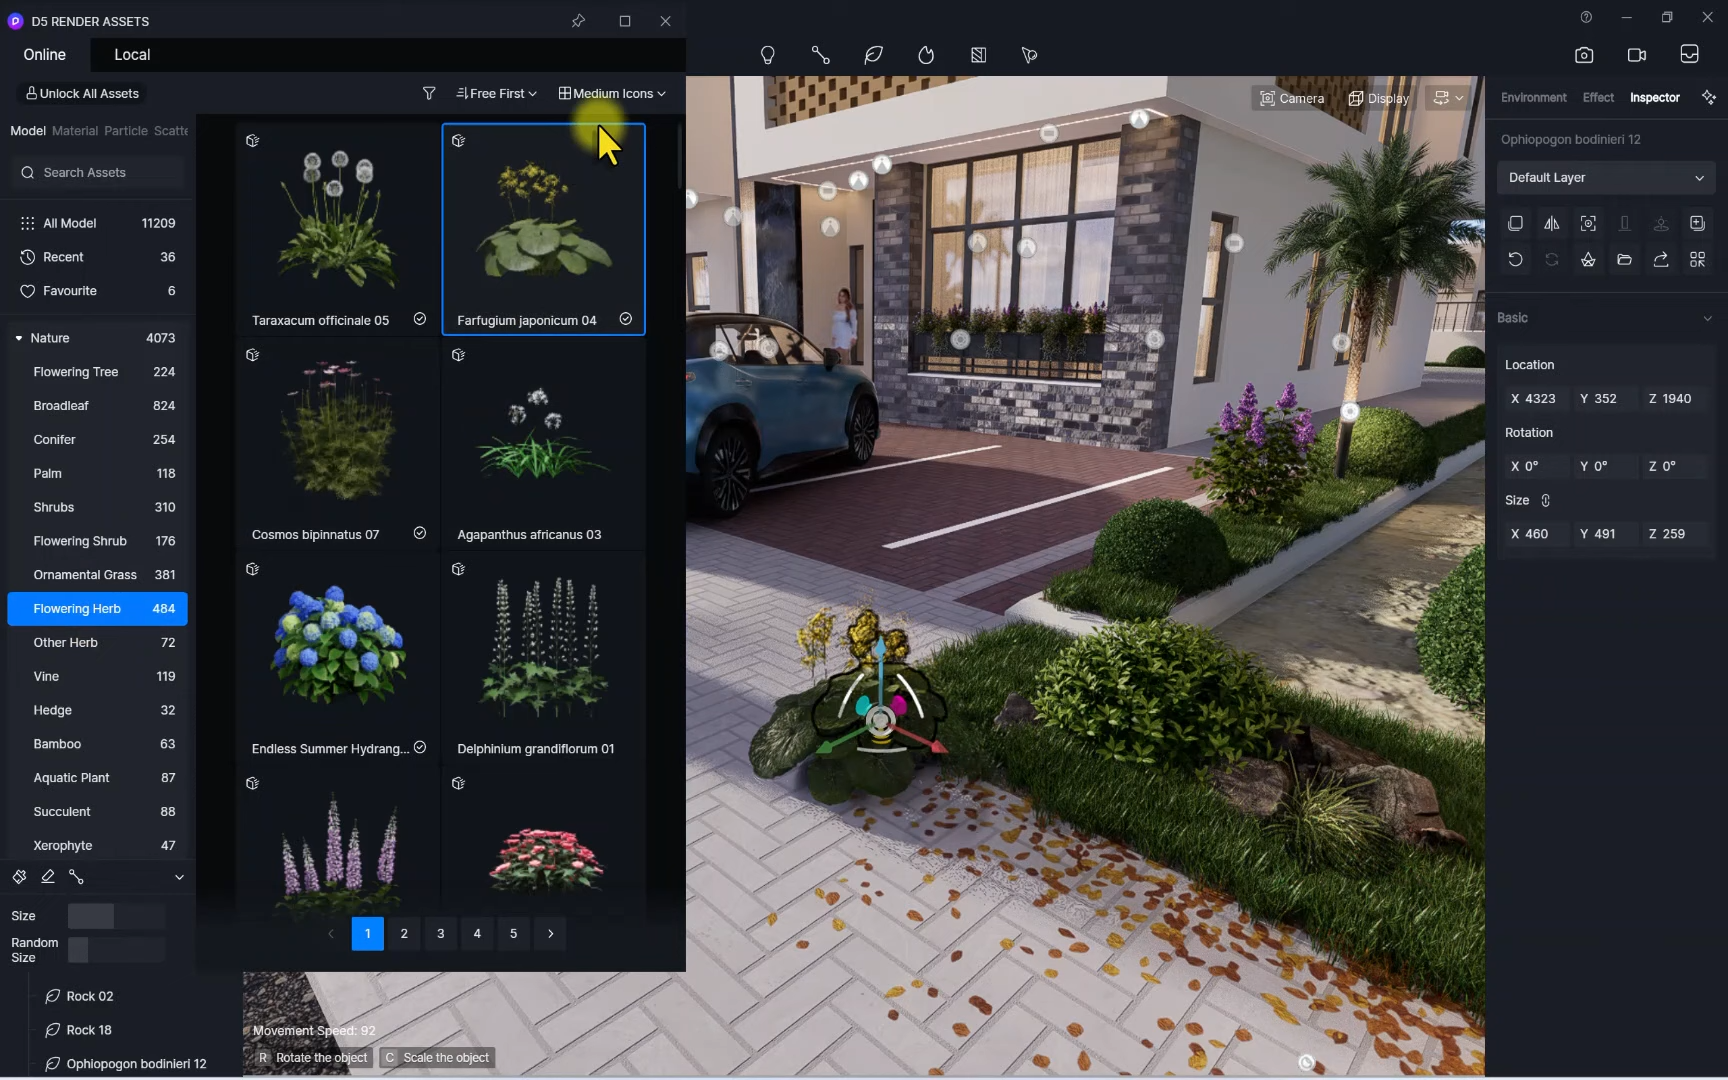 D5 RENDER ASSETS
Online
Local
Unlock All Assets
Free First
Medium Icons
Model Material Particle Scatte
Search Assets
All Model 11209
Recent 36
Favourite 6
Nature 4073
Flowering Tree 224
Broadleaf 824
Conifer 254
Palm 118
Shrubs 310
Flowering Shrub 176
Ornamental Grass 381
Flowering Herb 484
Other Herb 72
Vine 119
Hedge 32
Bamboo 63
Aquatic Plant 87
Succulent 88
Xerophyte 47
Size
Random
Size
Rock 02
Rock 18
Ophiopogon bodinieri 12
Taraxacum officinale 05
Farfugium japonicum 04
Cosmos bipinnatus 07
Agapanthus africanus 03
Endless Summer Hydrang...
Delphinium grandiflorum 01
1 2 3 4 5
Movement Speed: 92
R Rotate the object
C Scale the object
Camera
Display
Environment Effect Inspector
Ophiopogon bodinieri 12
Default Layer
Basic
Location
X 4323 Y 352 Z 1940
Rotation
X 0° Y 0° Z 0°
Size
X 460 Y 491 Z 259